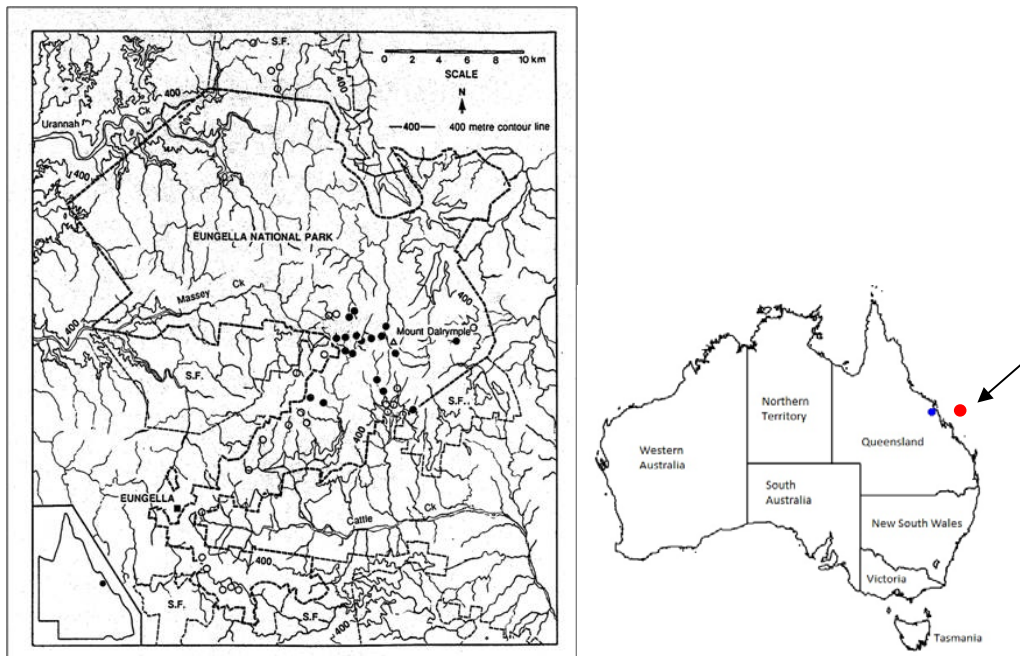 S.F.
0 2 4 6 8 10 km
SCALE
N
400 400 metre contour line
400
400
Urannah Ck
400
EUNGELLA NATIONAL PARK
400
Massey Ck
400
Mount Dalrymple
S.F.
S.F.
400
EUNGELLA
Cattle Ck
400
S.F.
S.F.
400
Northern
Territory
Western
Australia
Queensland
South
Australia
New South Wales
Victoria
Tasmania